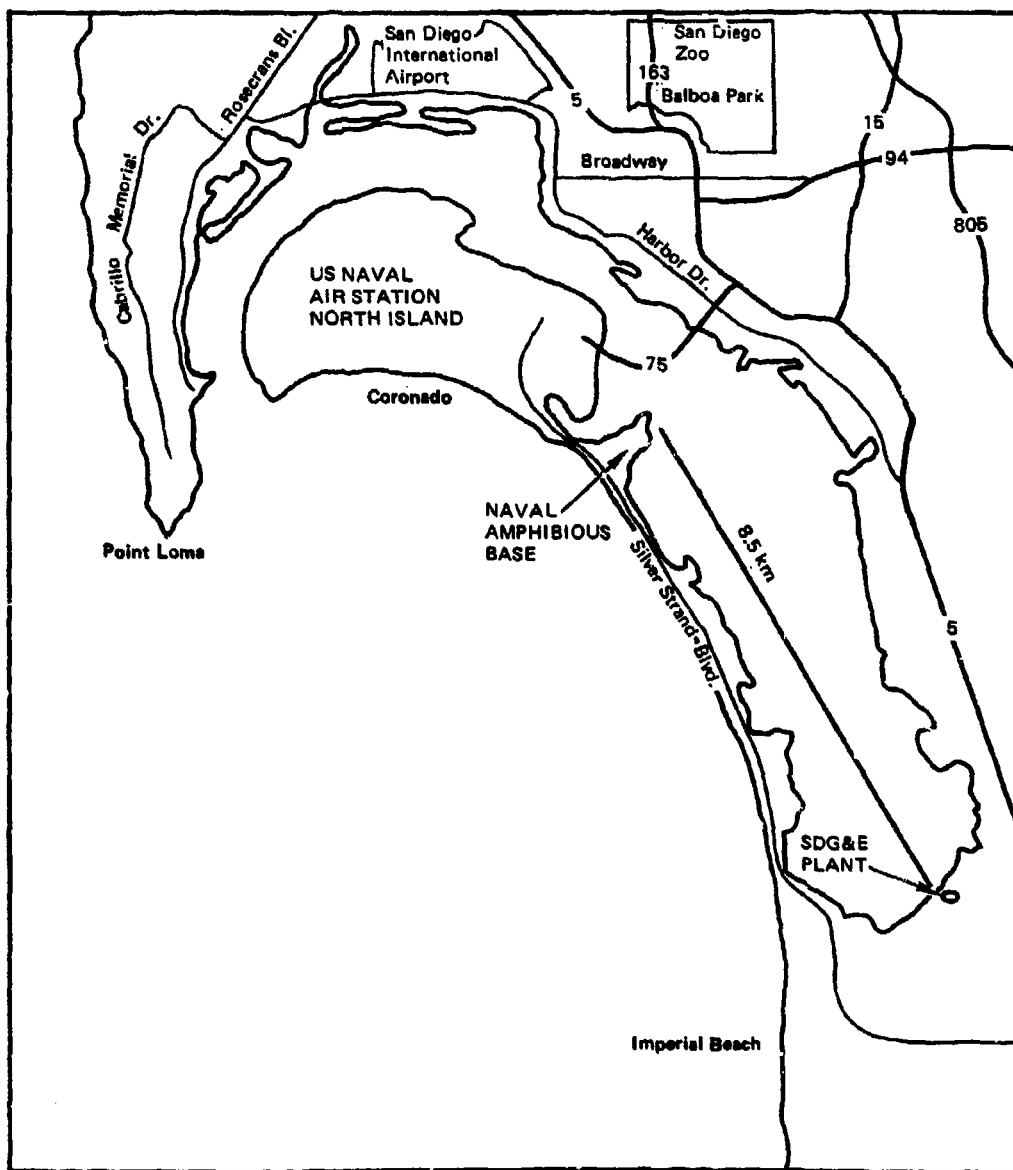 San Diego
International
Airport
San Diego
Zoo
163
Balboa Park
Rosecrans Bl.
5
15
Cabrillo Memorial Dr.
Broadway
94
805
Harbor Dr.
US NAVAL
AIR STATION
NORTH ISLAND
75
Coronado
NAVAL
AMPHIBIOUS
BASE
Point Loma
8.5 km
Silver Strand Blvd.
5
SDG&E
PLANT
Imperial Beach